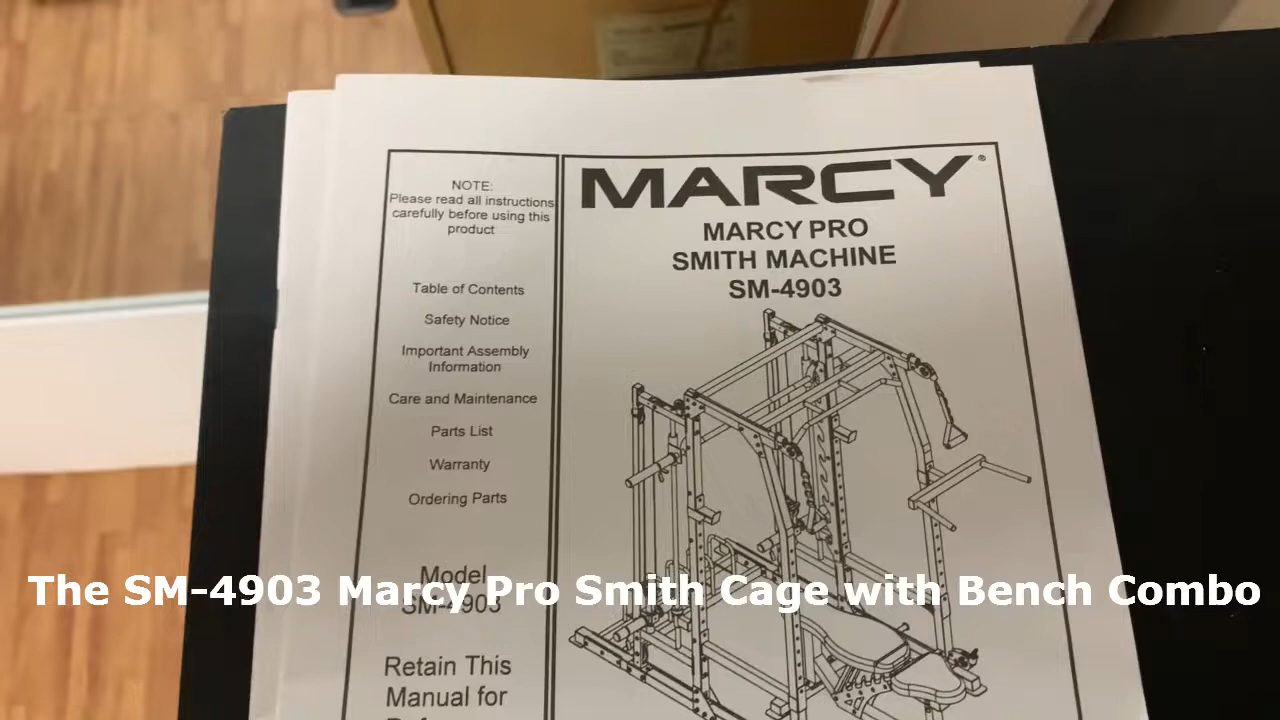 NOTE:
Please read all instructions
carefully before using this
product
Table of Contents
Safety Notice
Important Assembly
Information
Care and Maintenance
Parts List
Warranty
Ordering Parts
Model
SM-4903
Retain This
Manual for
MARCY®
MARCY PRO
SMITH MACHINE
SM-4903
The SM-4903 Marcy Pro Smith Cage with Bench Combo